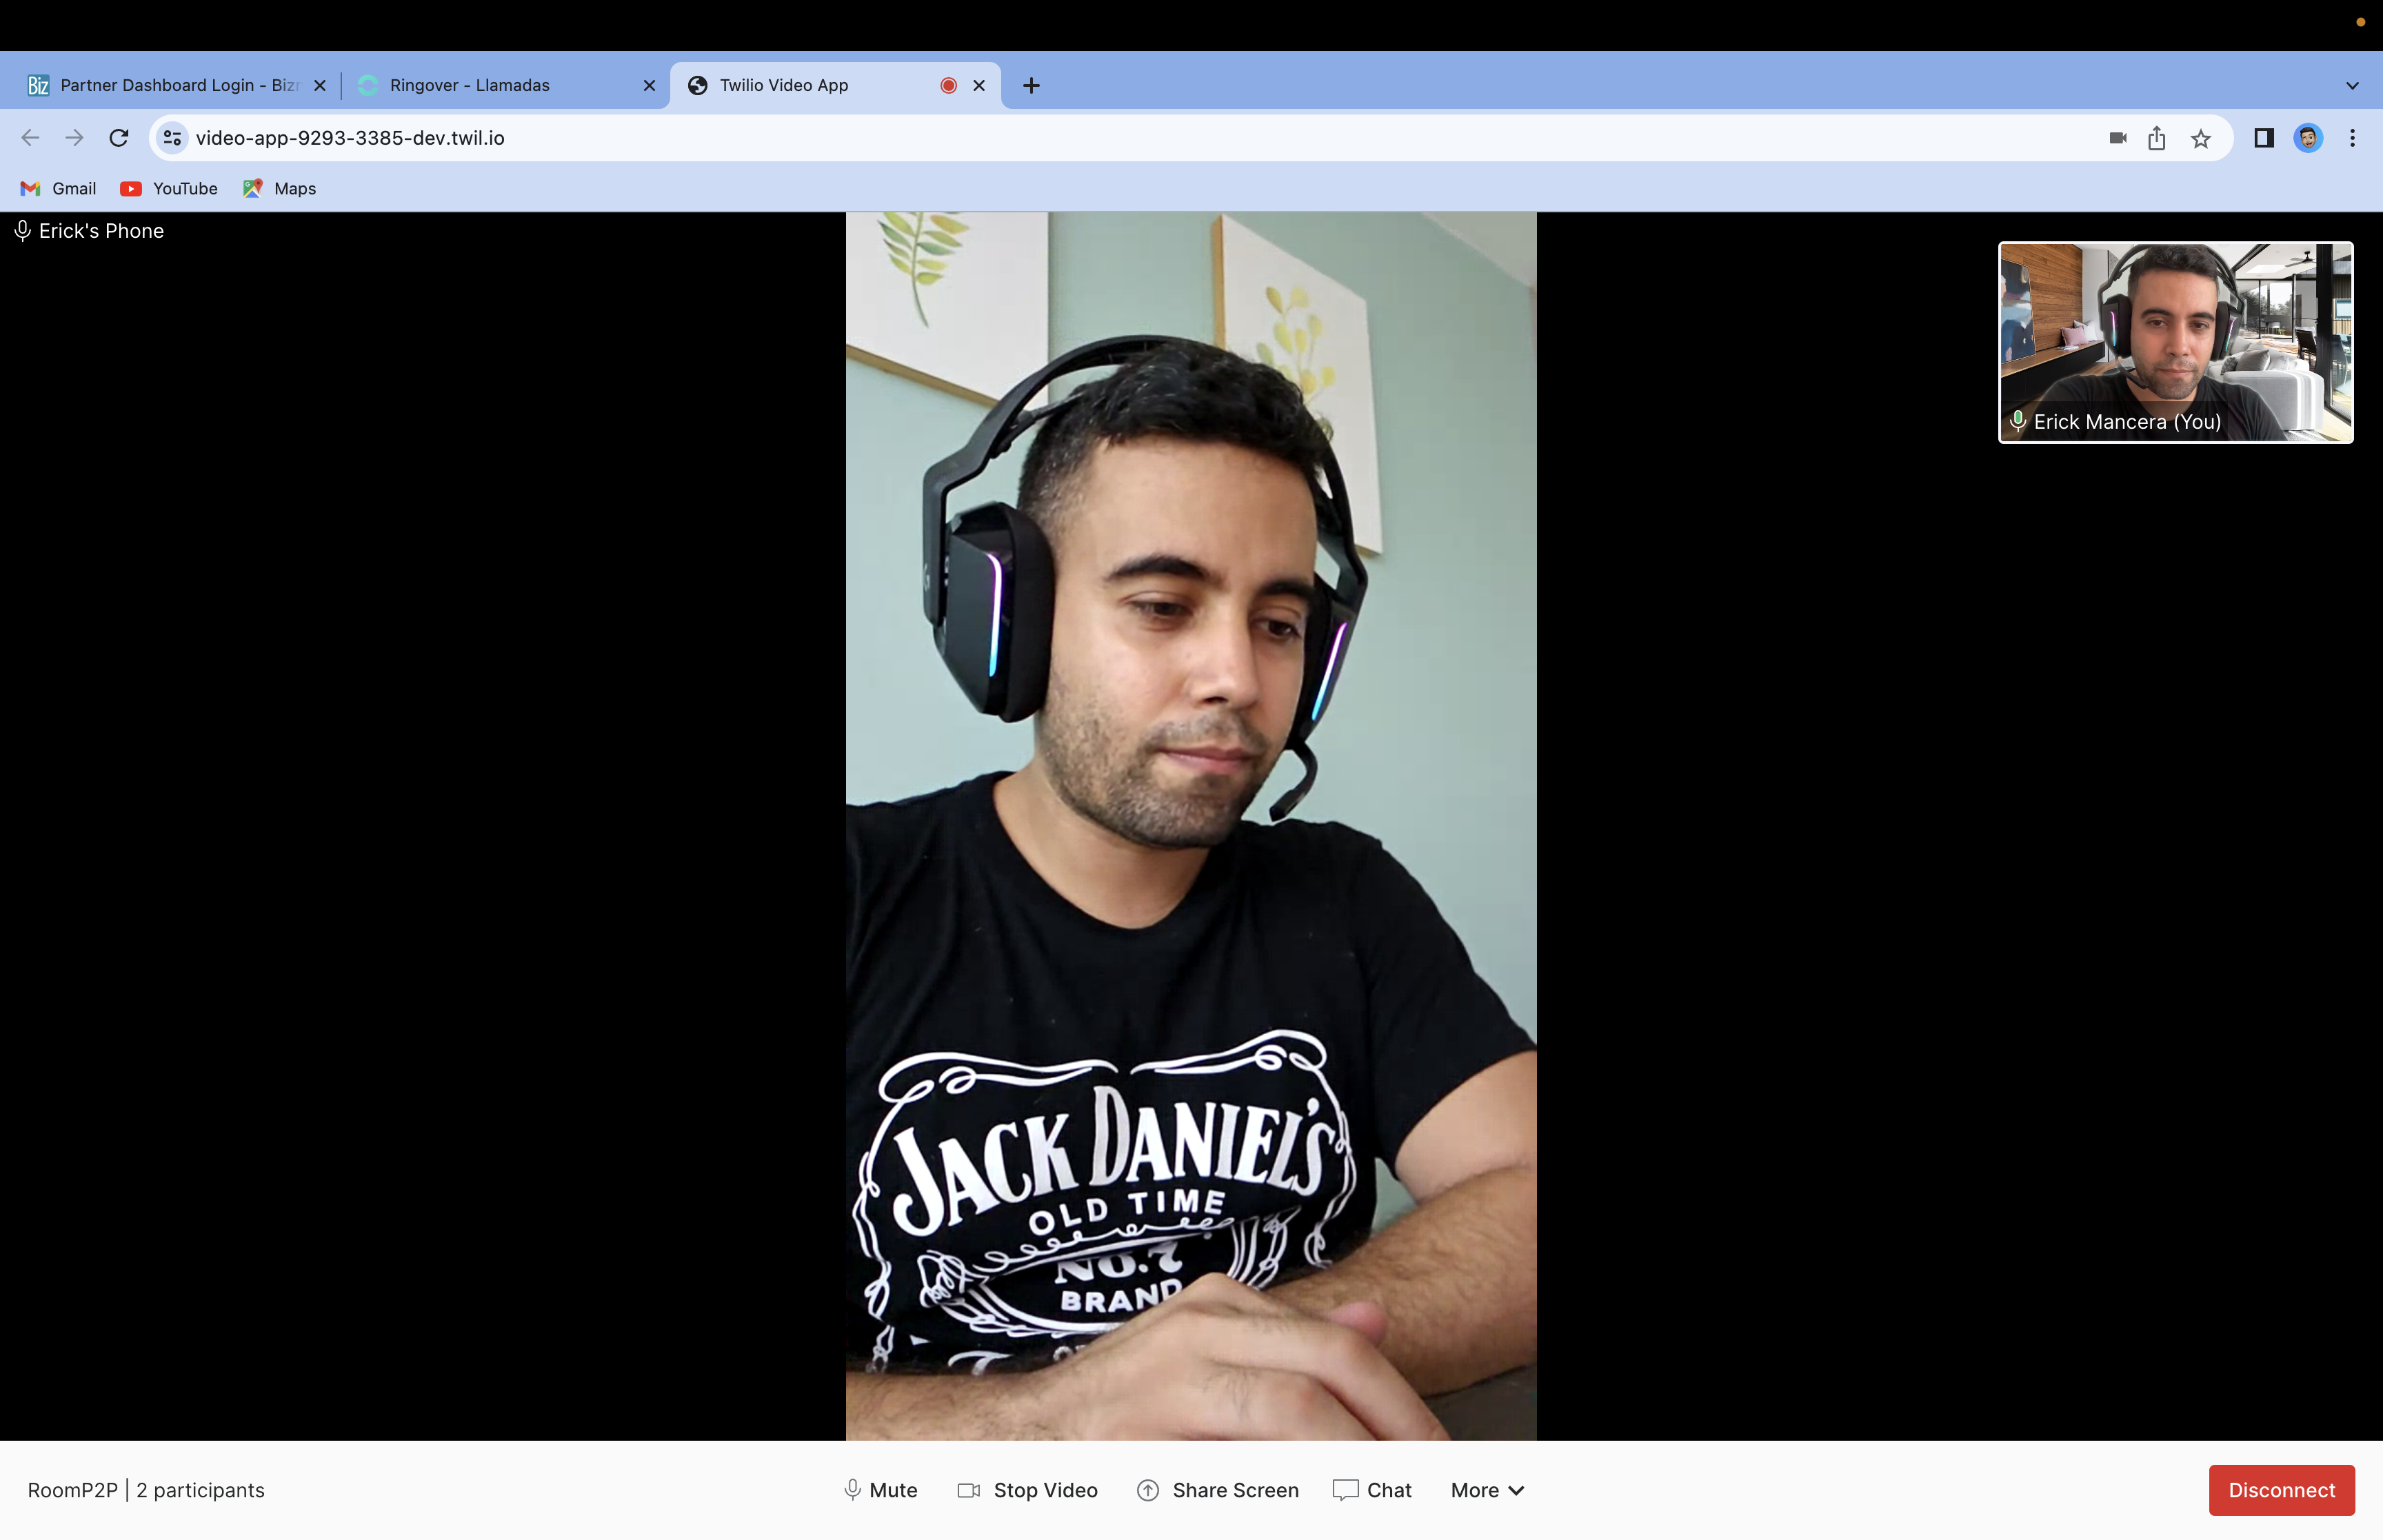 Biz Partner Dashboard Login - Biz
Ringover - Llamadas
Twilio Video App
video-app-9293-3385-dev.twil.io
Gmail
YouTube
Maps
Erick's Phone
Erick Mancera (You)
JACK DANIEL'S
OLD TIME
NO.7
BRAND
RoomP2P | 2 participants
Mute
Stop Video
Share Screen
Chat
More
Disconnect